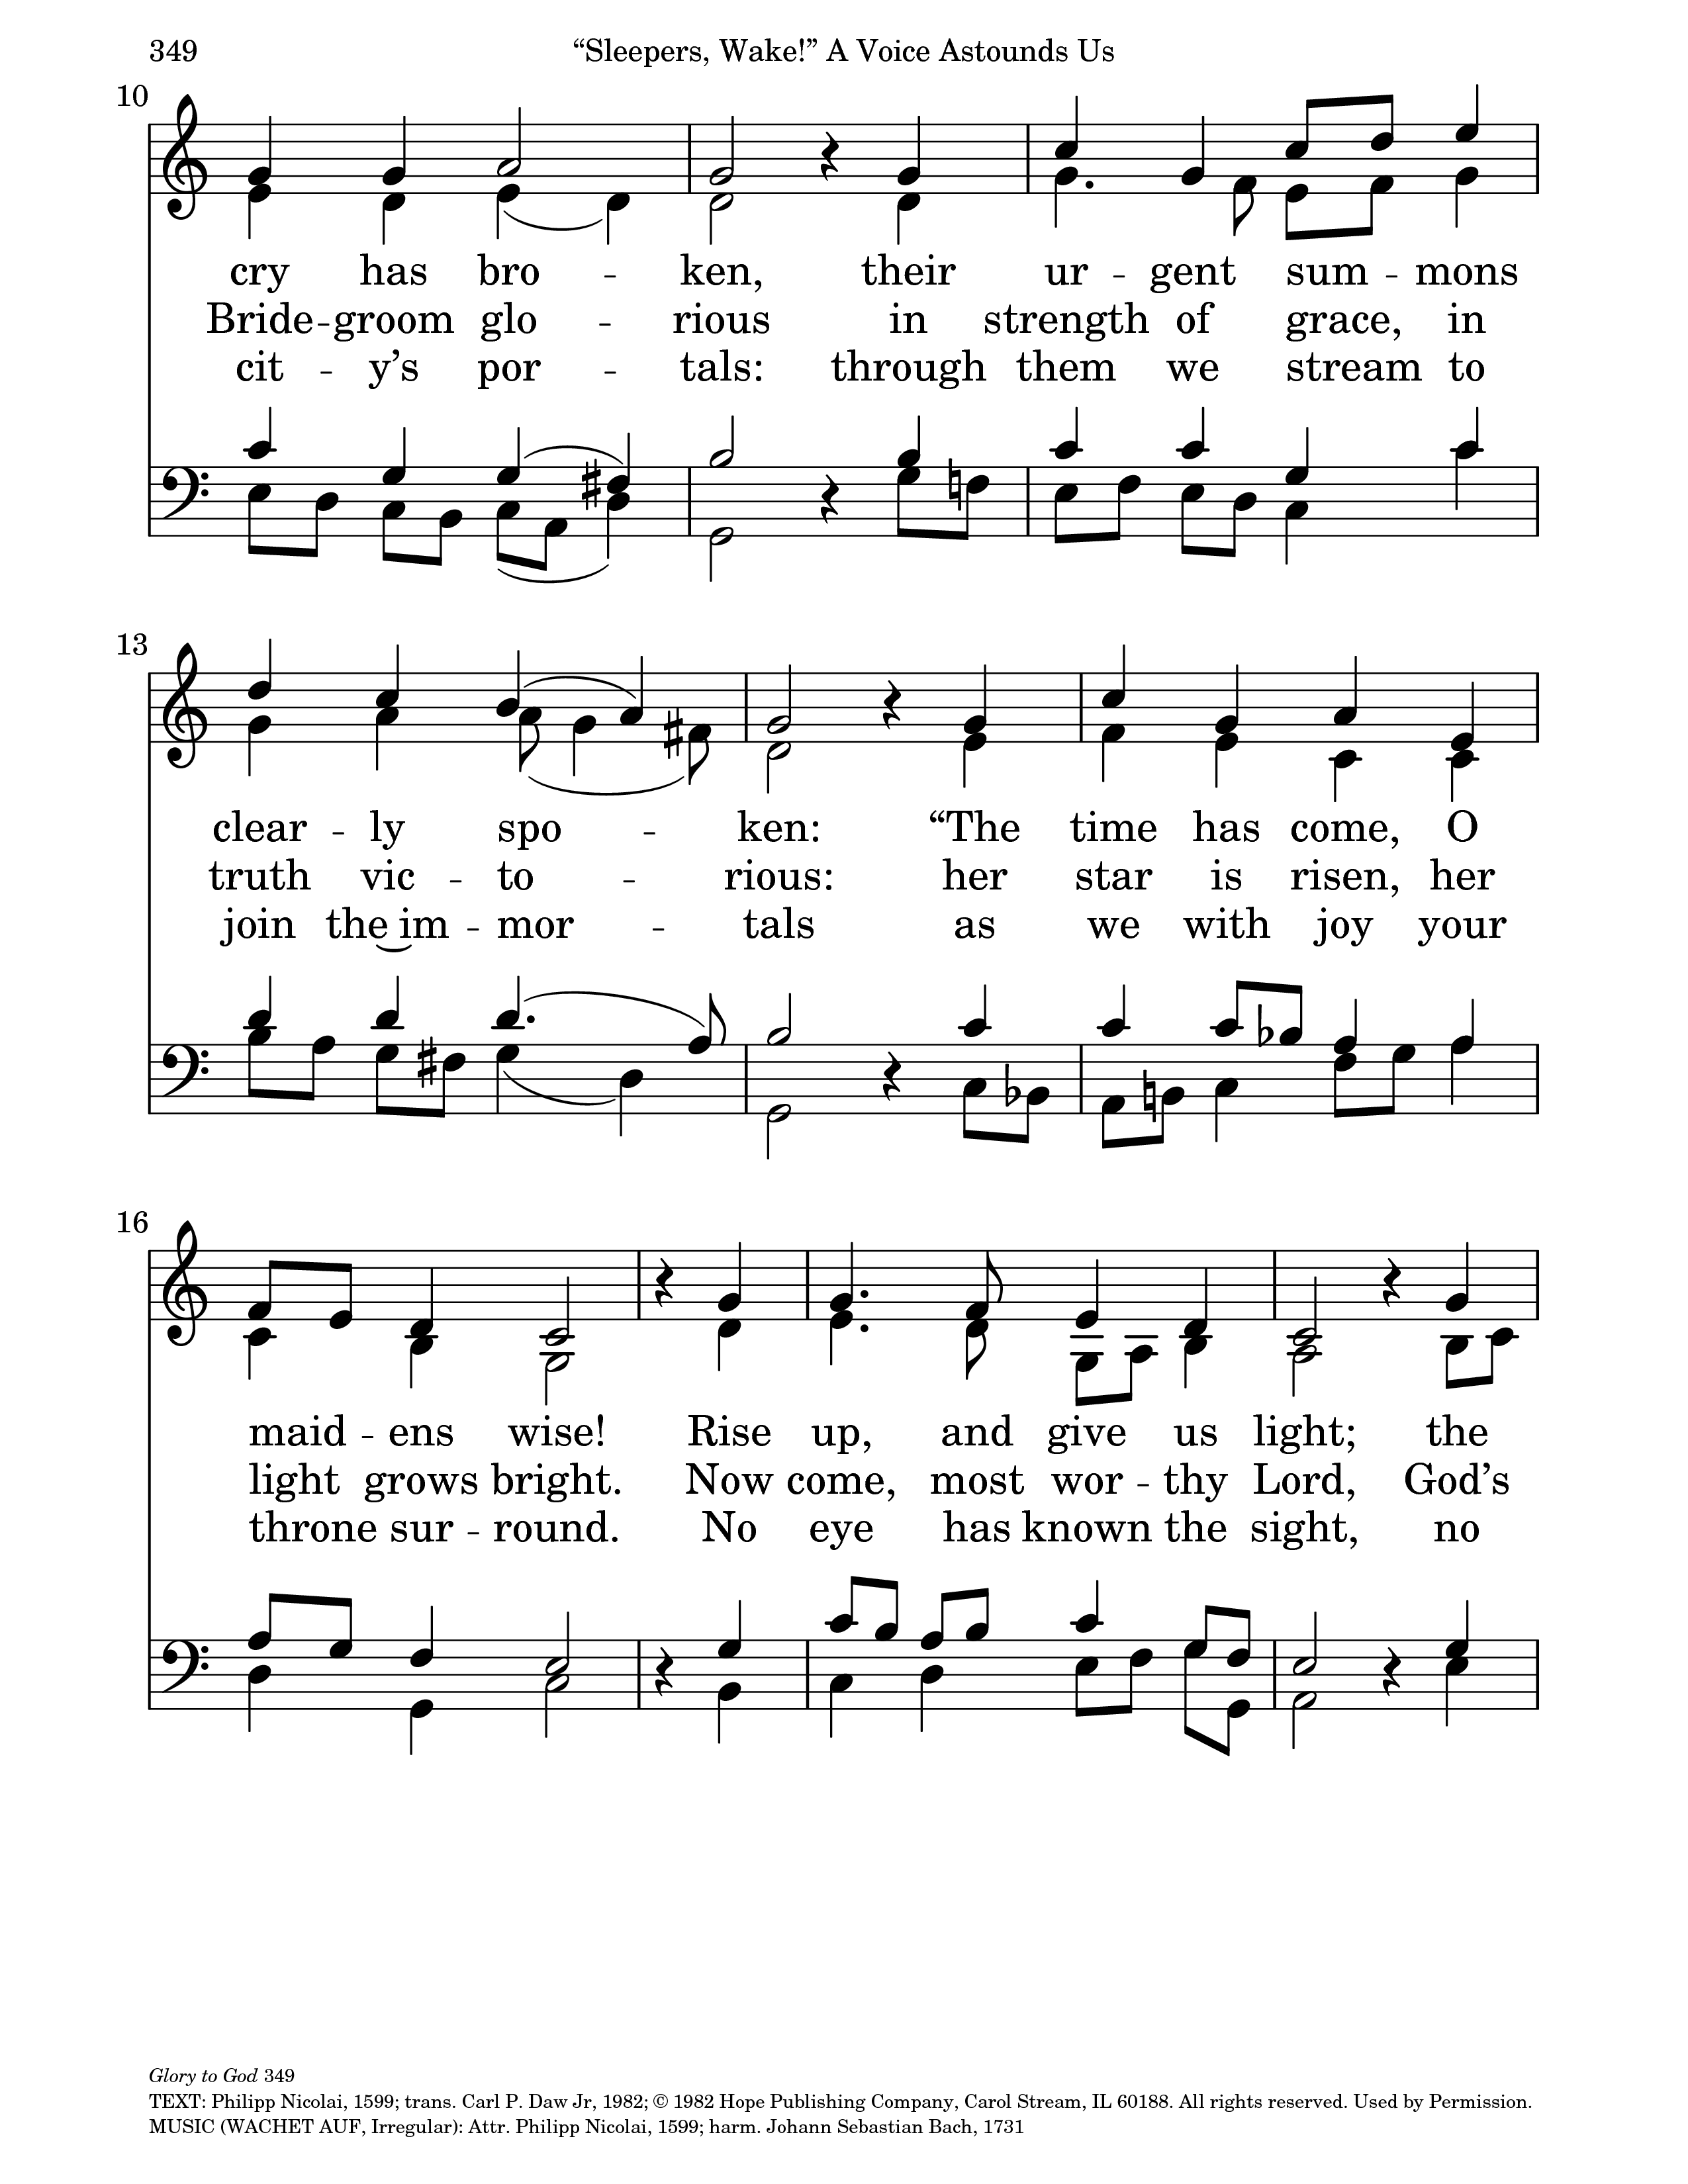 349 “Sleepers, Wake!” A Voice Astounds Us
10
cry has bro - ken, their ur - gent sum - mons
Bride - groom glo - rious in strength of grace, in
cit - y’s por - tals: through them we stream to
13
clear - ly spo - ken: “The time has come, O
truth vic - to - rious: her star is risen, her
join the‿im - mor - tals as we with joy your
16
maid - ens wise! Rise up, and give us light; the
light grows bright. Now come, most wor - thy Lord, God’s
throne sur - round. No eye has known the sight, no
Glory to God 349
TEXT: Philipp Nicolai, 1599; trans. Carl P. Daw Jr, 1982; © 1982 Hope Publishing Company, Carol Stream, IL 60188. All rights reserved. Used by Permission.
MUSIC (WACHET AUF, Irregular): Attr. Philipp Nicolai, 1599; harm. Johann Sebastian Bach, 1731